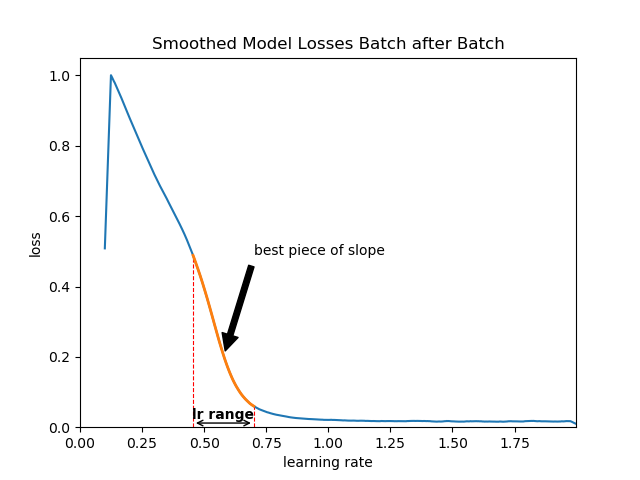 Smoothed Model Losses Batch after Batch
1.0
0.8
0.6
0.4
0.2
0.0
loss
best piece of slope
lr range
0.00 0.25 0.50 0.75 1.00 1.25 1.50 1.75
learning rate